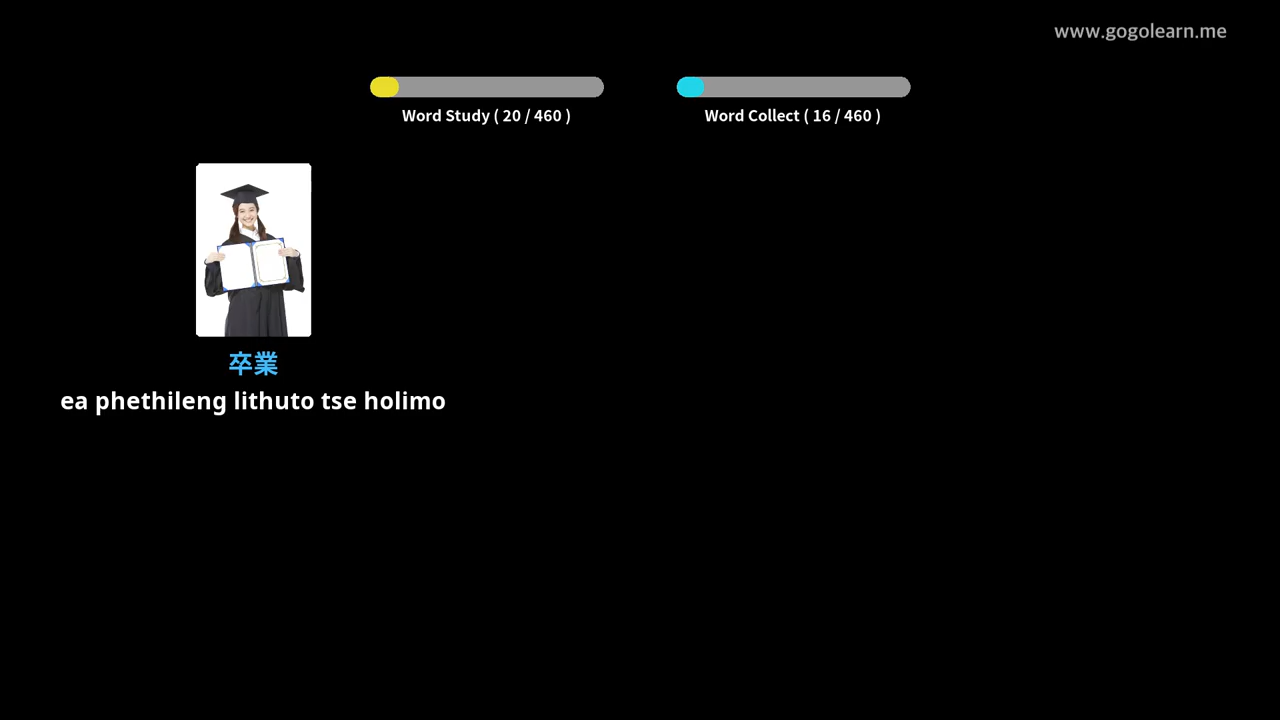 www.gogolearn.me
Word Study ( 20 / 460 )
Word Collect ( 16 / 460 )
卒業
ea phethileng lithuto tse holimo